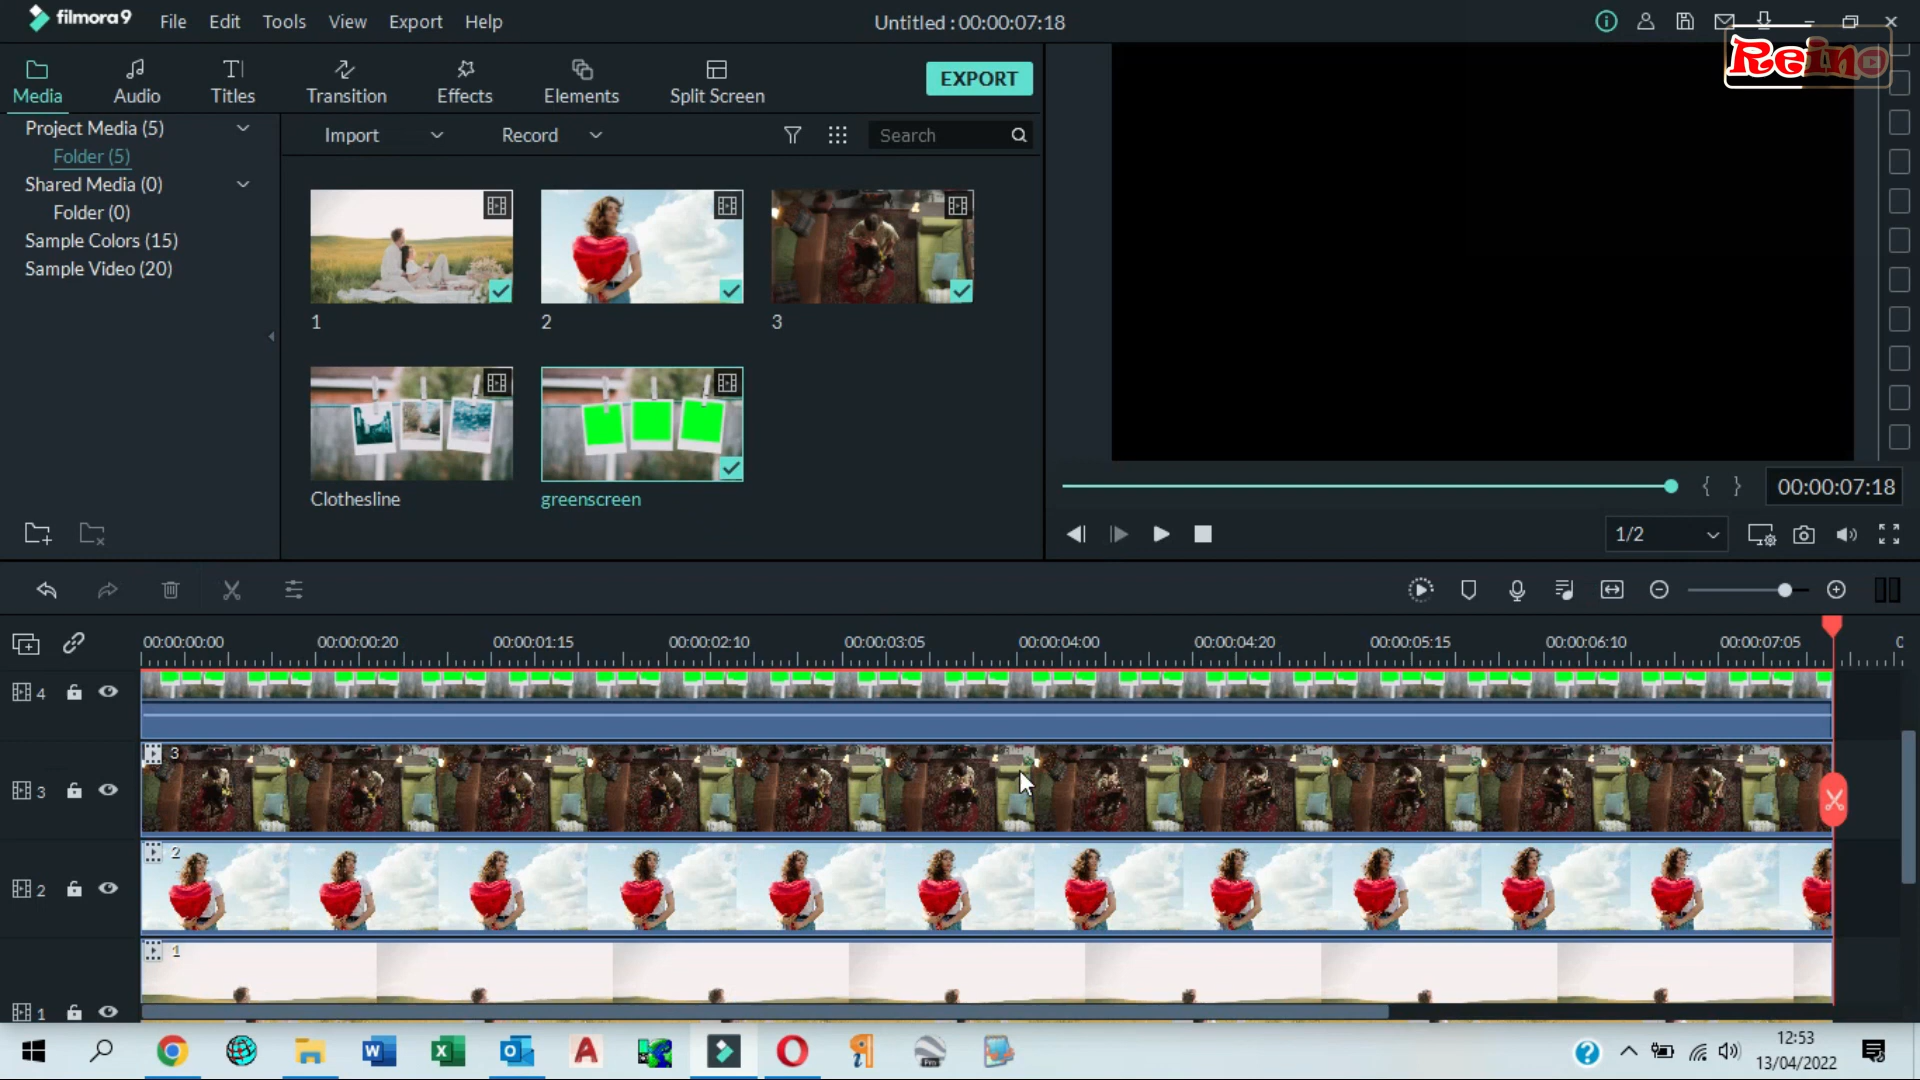 filmora9 File Edit Tools View Export Help Untitled : 00:00:07:18
Reino
Media Audio Titles Transition Effects Elements Split Screen EXPORT
Project Media (5) Import Record Search
Folder (5)
Shared Media (0)
Folder (0)
Sample Colors (15)
Sample Video (20)
1 2 3
Clothesline greenscreen
00:00:07:18
1/2
00:00:00:00 00:00:00:20 00:00:01:15 00:00:02:10 00:00:03:05 00:00:04:00 00:00:04:20 00:00:05:15 00:00:06:10 00:00:07:05
4
3
3
2
2
1
1
12:53
13/04/2022